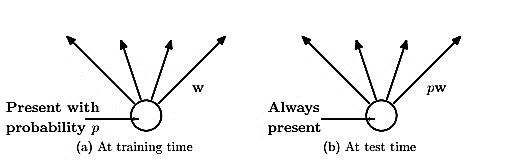 w
Present with
probability p
(a) At training time
pw
Always
present
(b) At test time